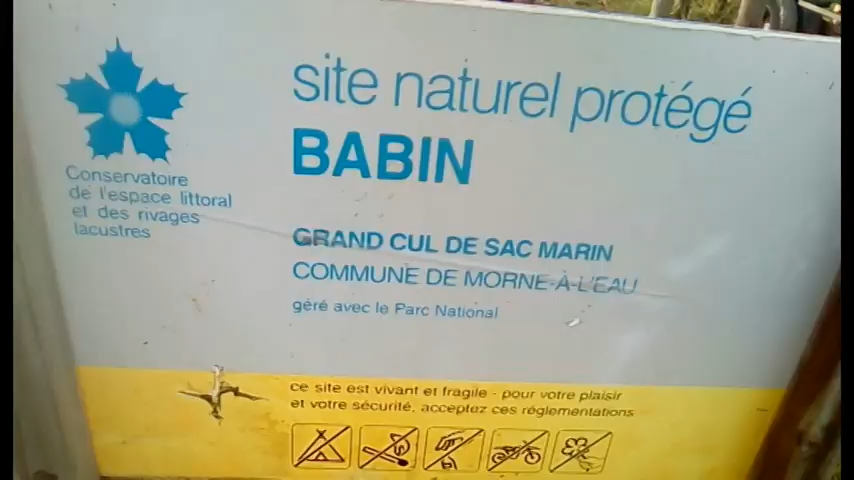 Conservatoire
de l'espace littoral
et des rivages
lacustres
site naturel protégé
BABIN
GRAND CUL DE SAC MARIN
COMMUNE DE MORNE-À-L'EAU
géré avec le Parc National
ce site est vivant et fragile - pour votre plaisir
et votre sécurité, acceptez ces réglementations